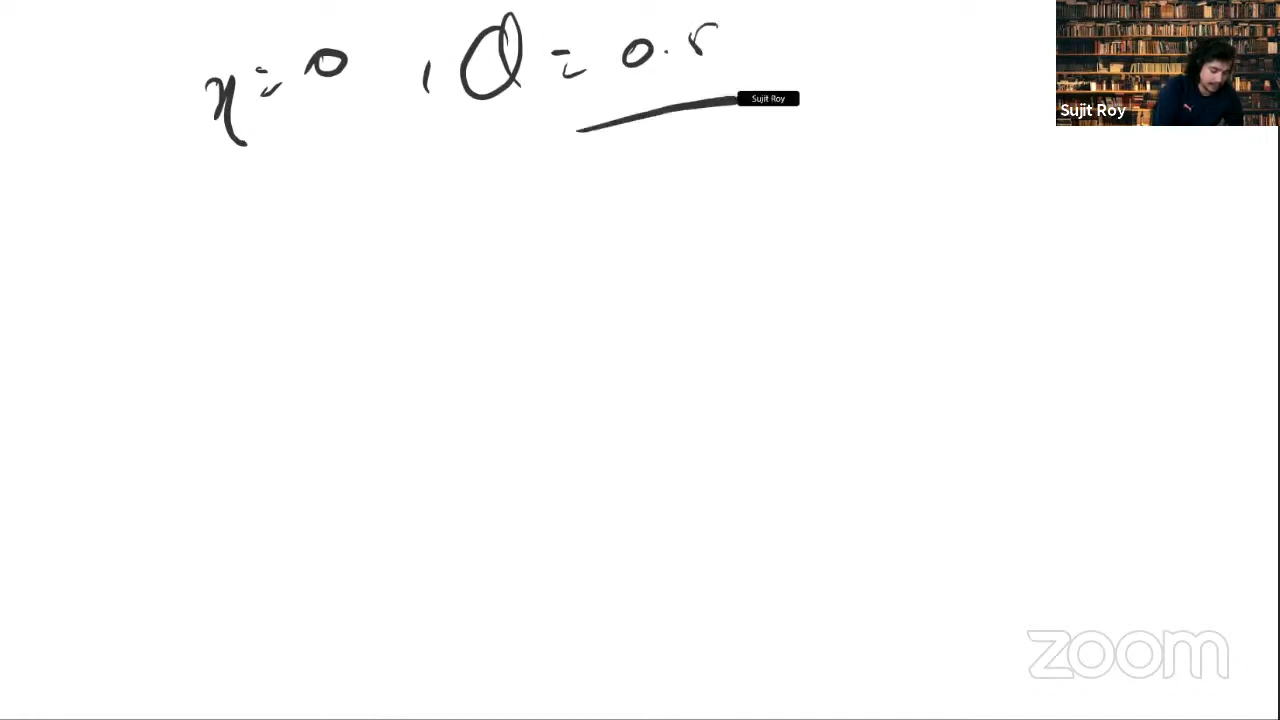 x = 0 , Q = 0.5
Sujit Roy
Sujit Roy
zoom